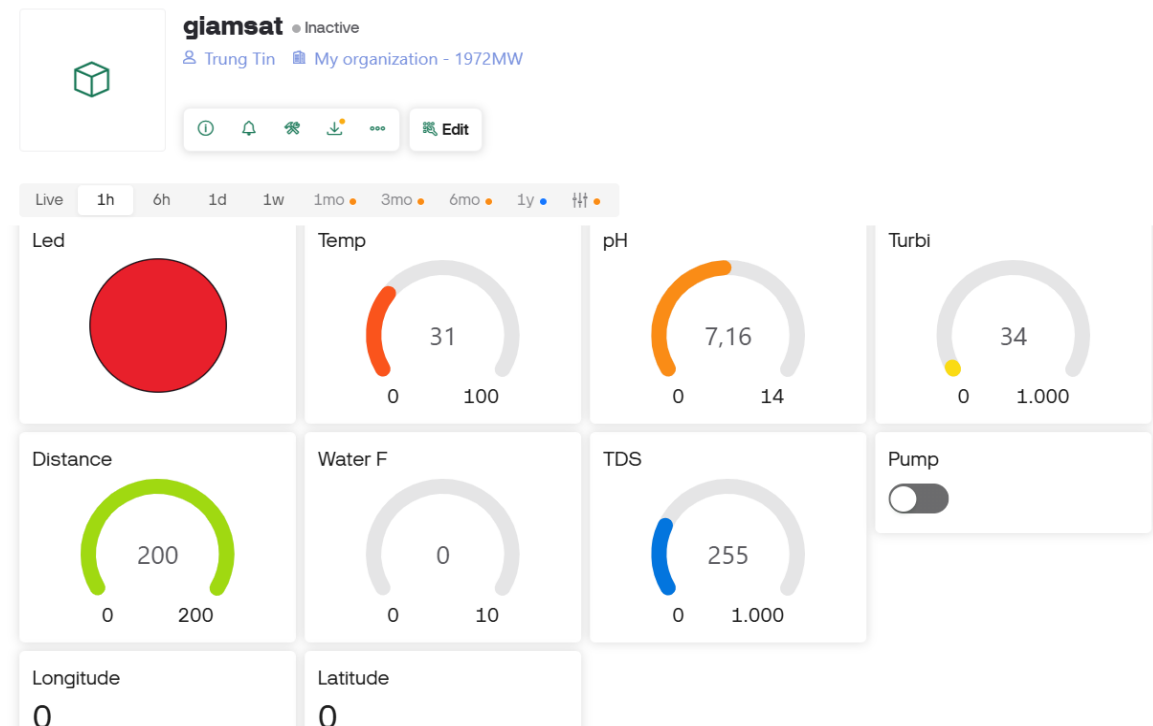 giamsat Inactive
Trung Tin My organization - 1972MW
Edit
Live 1h 6h 1d 1w 1mo 3mo 6mo 1y
Led Temp pH Turbi
31 7,16 34
0 100 0 14 0 1.000
Distance Water F TDS Pump
200 0 255
0 200 0 10 0 1.000
Longitude Latitude
0 0